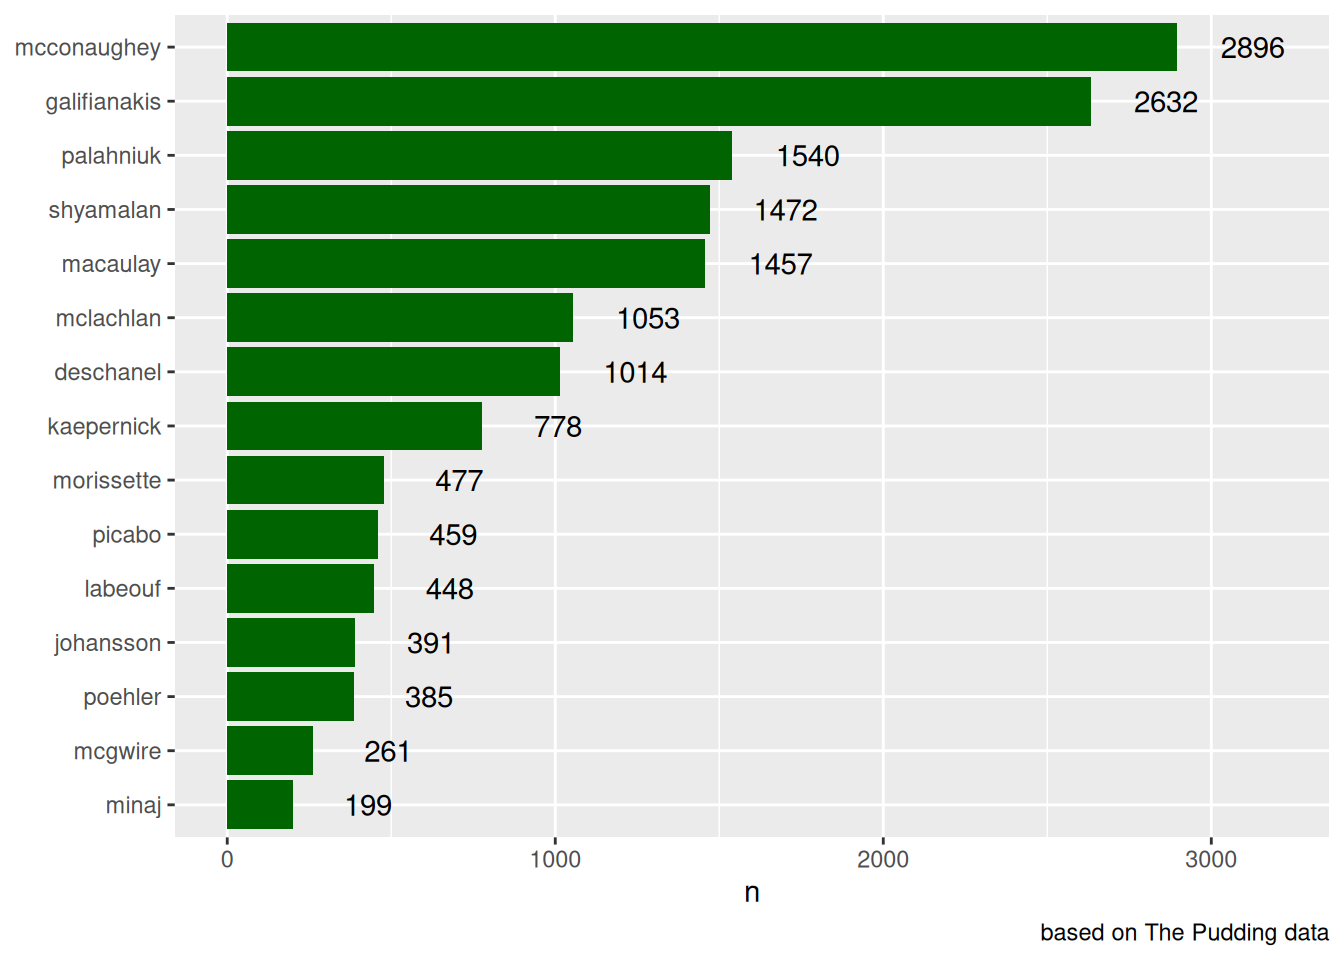 mcconaughey 2896
galifianakis 2632
palahniuk 1540
shyamalan 1472
macaulay 1457
mclachlan 1053
deschanel 1014
kaepernick 778
morissette 477
picabo 459
labeouf 448
johansson 391
poehler 385
mcgwire 261
minaj 199
0 1000 2000 3000
n
based on The Pudding data